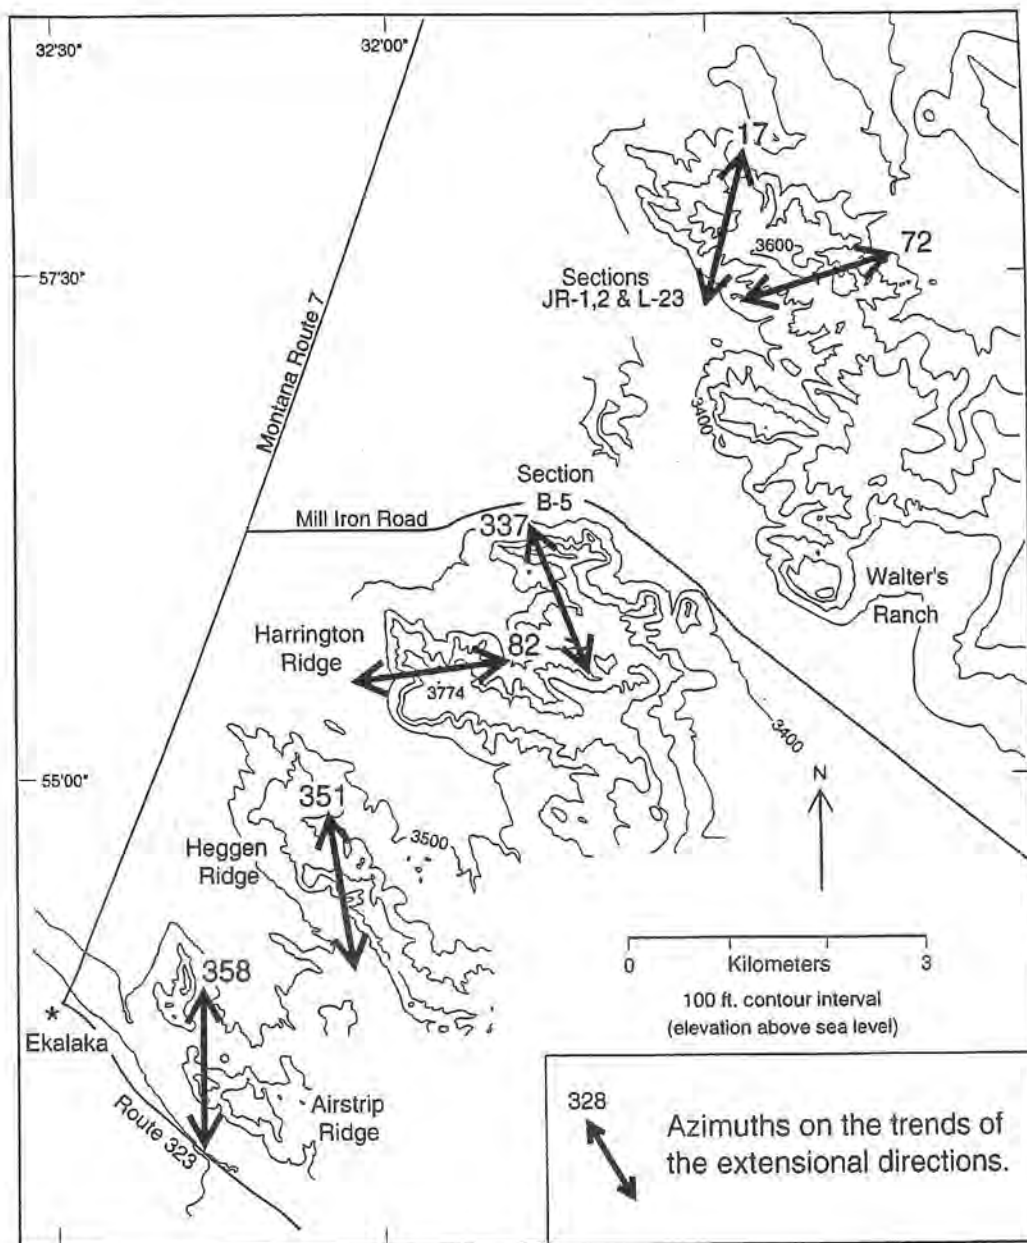 32'30"
32'00"
17
3600
72
57'30"
Sections
JR-1,2 & L-23
Montana Route 7
3400
Section
B-5
Mill Iron Road
337
Walter's
Ranch
Harrington
Ridge
82
3774
3400
N
55'00"
351
3500
Heggen
Ridge
0
3
Kilometers
358
100 ft. contour interval
(elevation above sea level)
*
Ekalaka
Airstrip
Ridge
Route 323
328
Azimuths on the trends of
the extensional directions.